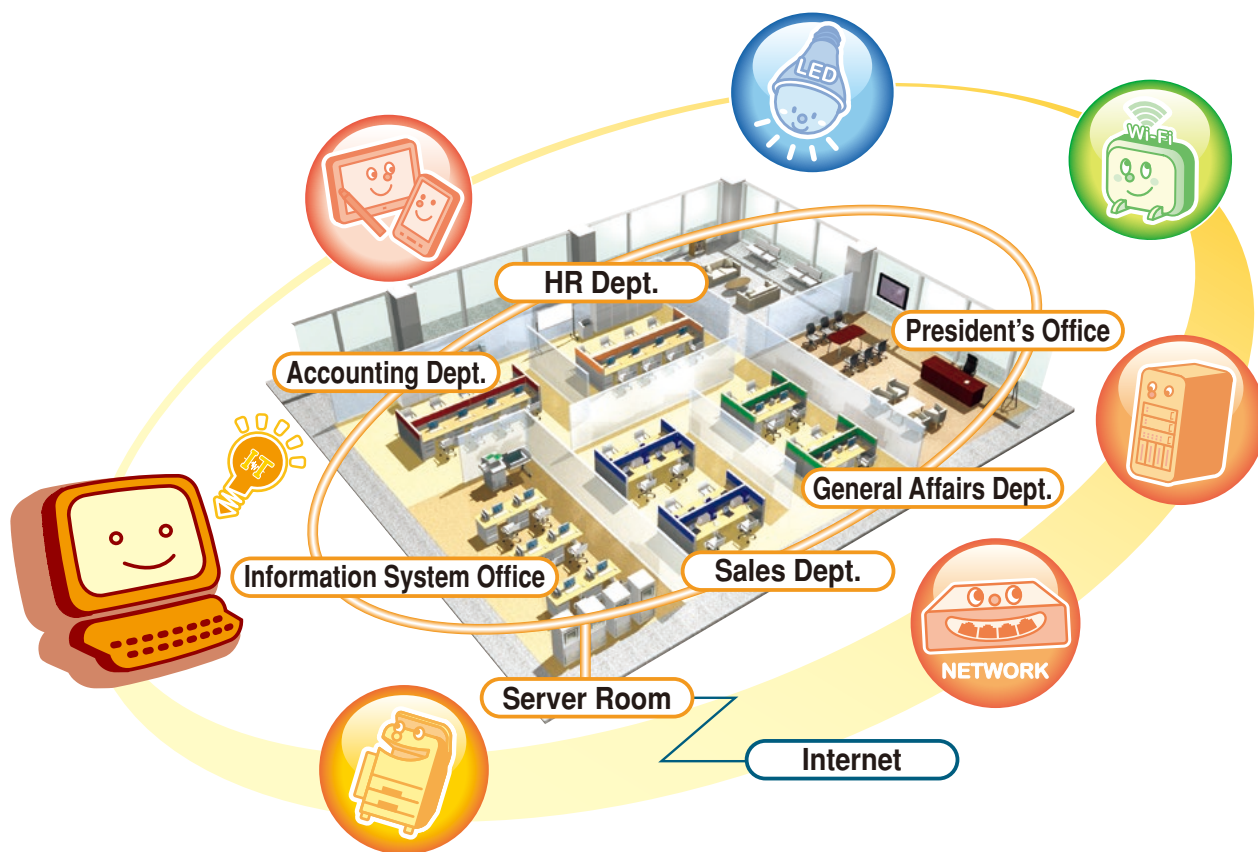 LED
Wi-Fi
HR Dept.
President's Office
Accounting Dept.
IT
General Affairs Dept.
Information System Office
Sales Dept.
NETWORK
Server Room
Internet